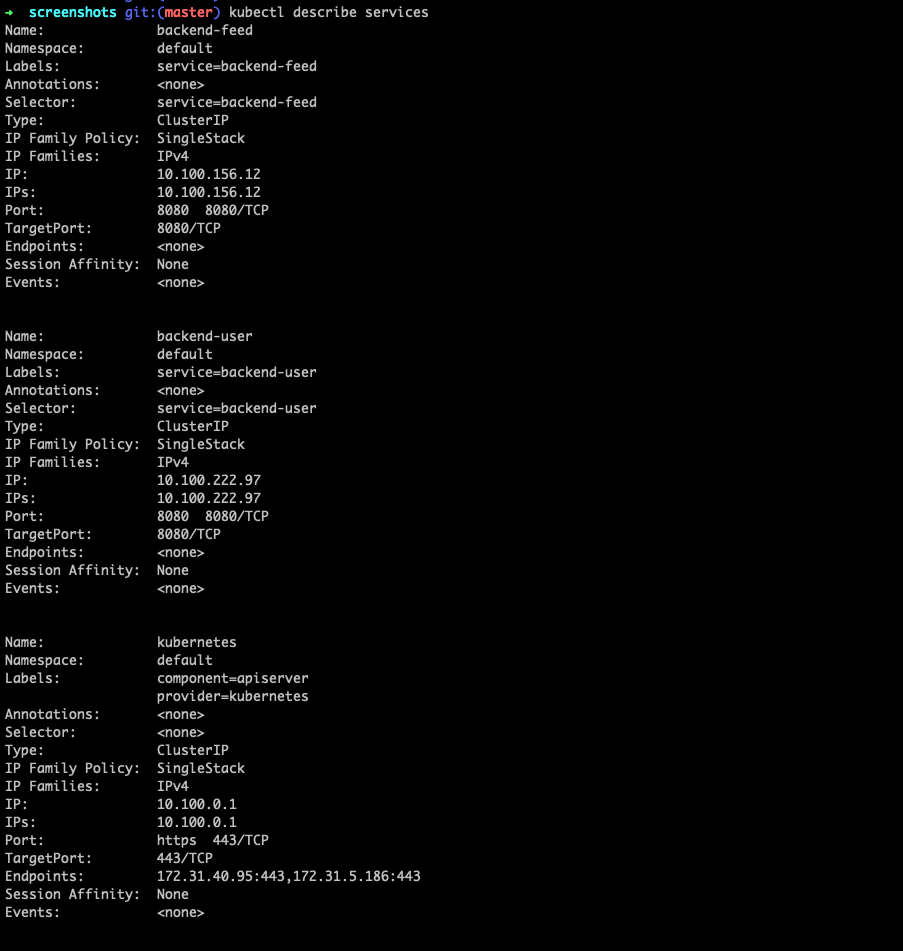 → screenshots git:(master) kubectl describe services
Name: backend-feed
Namespace: default
Labels: service=backend-feed
Annotations: <none>
Selector: service=backend-feed
Type: ClusterIP
IP Family Policy: SingleStack
IP Families: IPv4
IP: 10.100.156.12
IPs: 10.100.156.12
Port: 8080 8080/TCP
TargetPort: 8080/TCP
Endpoints: <none>
Session Affinity: None
Events: <none>
Name: backend-user
Namespace: default
Labels: service=backend-user
Annotations: <none>
Selector: service=backend-user
Type: ClusterIP
IP Family Policy: SingleStack
IP Families: IPv4
IP: 10.100.222.97
IPs: 10.100.222.97
Port: 8080 8080/TCP
TargetPort: 8080/TCP
Endpoints: <none>
Session Affinity: None
Events: <none>
Name: kubernetes
Namespace: default
Labels: component=apiserver
provider=kubernetes
Annotations: <none>
Selector: <none>
Type: ClusterIP
IP Family Policy: SingleStack
IP Families: IPv4
IP: 10.100.0.1
IPs: 10.100.0.1
Port: https 443/TCP
TargetPort: 443/TCP
Endpoints: 172.31.40.95:443,172.31.5.186:443
Session Affinity: None
Events: <none>